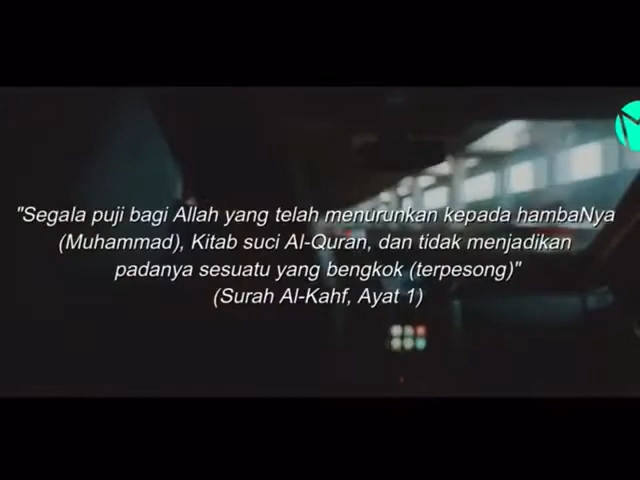 "Segala puji bagi Allah yang telah menurunkan kepada hambaNya
(Muhammad), Kitab suci Al-Quran, dan tidak menjadikan
padanya sesuatu yang bengkok (terpesong)"
(Surah Al-Kahf, Ayat 1)